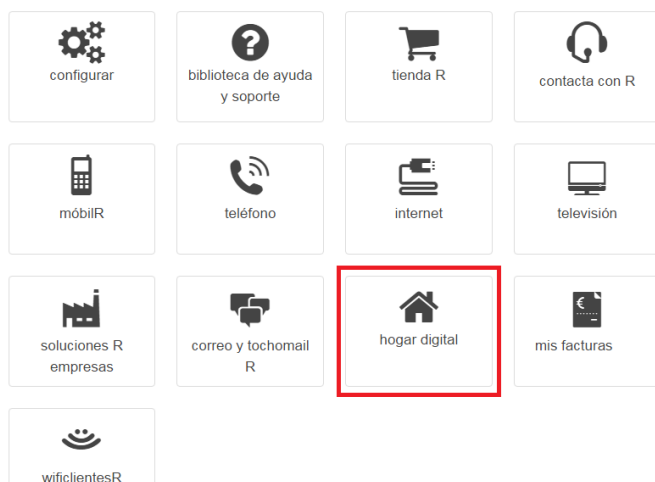 configurar
biblioteca de ayuda
y soporte
tienda R
contacta con R
móbilR
teléfono
internet
televisión
soluciones R
empresas
correo y tochomail
R
hogar digital
mis facturas
wificlientesR